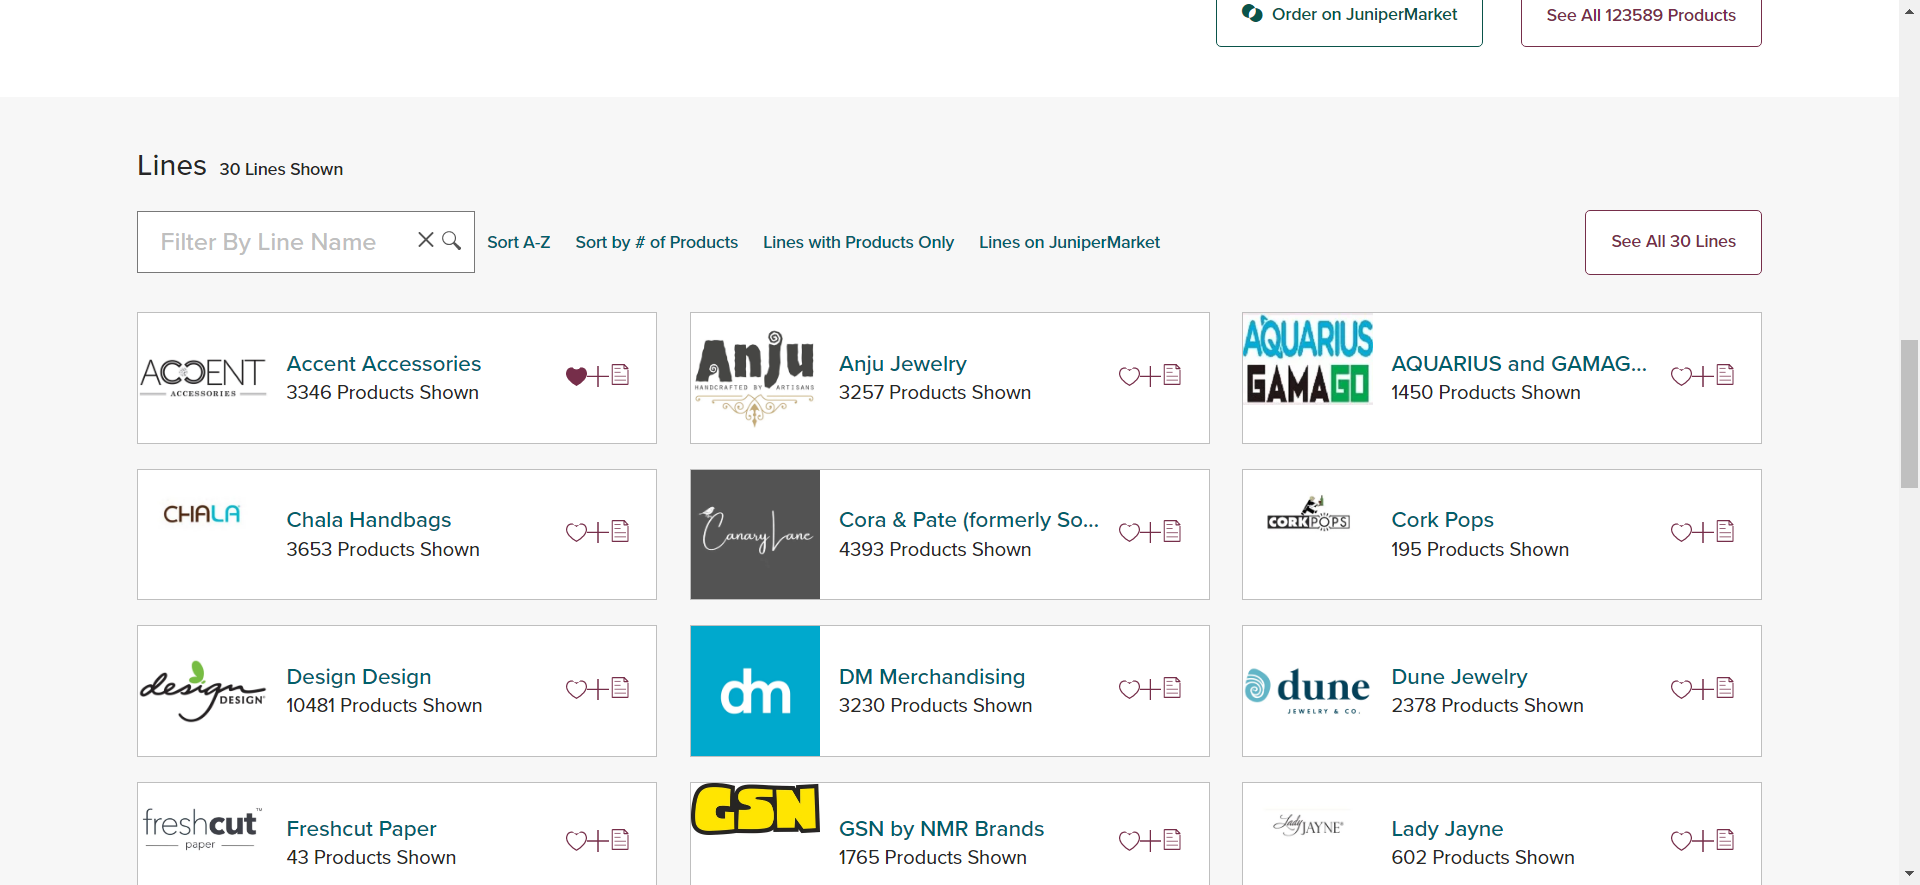 Order on JuniperMarket
See All 123589 Products
Lines 30 Lines Shown
Filter By Line Name
Sort A-Z
Sort by # of Products
Lines with Products Only
Lines on JuniperMarket
See All 30 Lines
ACCENT
ACCESSORIES
Accent Accessories
3346 Products Shown
Anju
HANDCRAFTED BY ARTISANS
Anju Jewelry
3257 Products Shown
AQUARIUS
GAMAGO
AQUARIUS and GAMAG...
1450 Products Shown
CHALA
Chala Handbags
3653 Products Shown
Canary Lane
Cora & Pate (formerly So...
4393 Products Shown
CORKPOPS
Cork Pops
195 Products Shown
design
DESIGN
Design Design
10481 Products Shown
dm
DM Merchandising
3230 Products Shown
dune
JEWELRY & CO.
Dune Jewelry
2378 Products Shown
freshcut™
paper
Freshcut Paper
43 Products Shown
GSN
GSN by NMR Brands
1765 Products Shown
Lady JAYNE
Lady Jayne
602 Products Shown